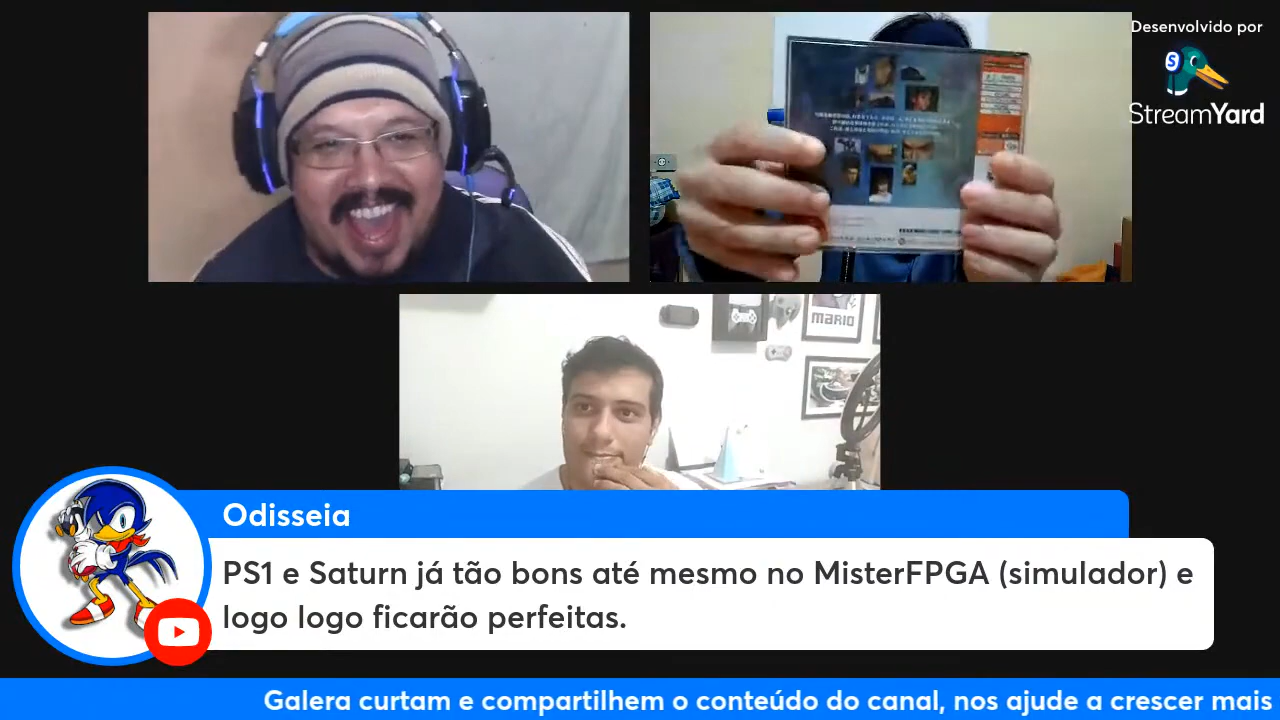 Desenvolvido por
StreamYard
MARIO
Odisseia
PS1 e Saturn já tão bons até mesmo no MisterFPGA (simulador) e
logo logo ficarão perfeitas.
Galera curtam e compartilhem o conteúdo do canal, nos ajude a crescer mais